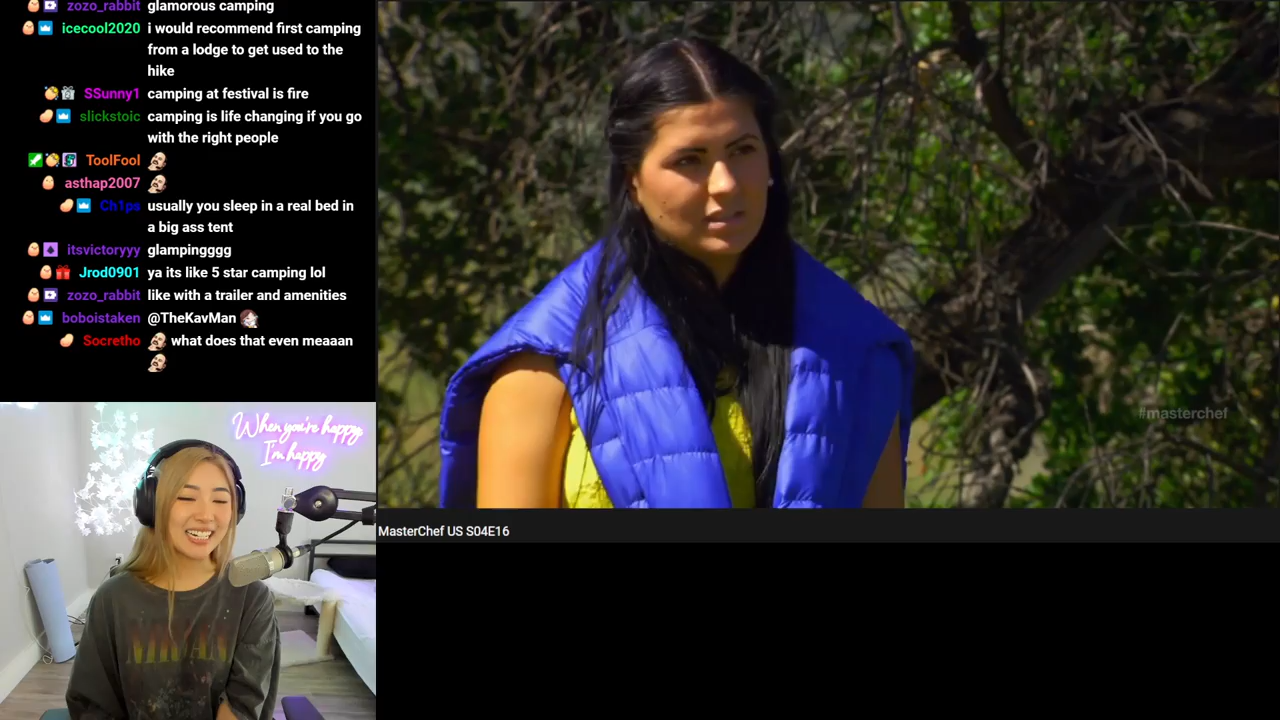 zozo_rabbit glamorous camping
icecool2020 i would recommend first camping
from a lodge to get used to the
hike
SSunny1 camping at festival is fire
slickstoic camping is life changing if you go
with the right people
ToolFool
asthap2007
Ch1ps usually you sleep in a real bed in
a big ass tent
itsvictoryyy glampingggg
Jrod0901 ya its like 5 star camping lol
zozo_rabbit like with a trailer and amenities
boboistaken @TheKavMan
Socretho what does that even meaaan
#masterchef
MasterChef US S04E16
When you're happy
I'm happy